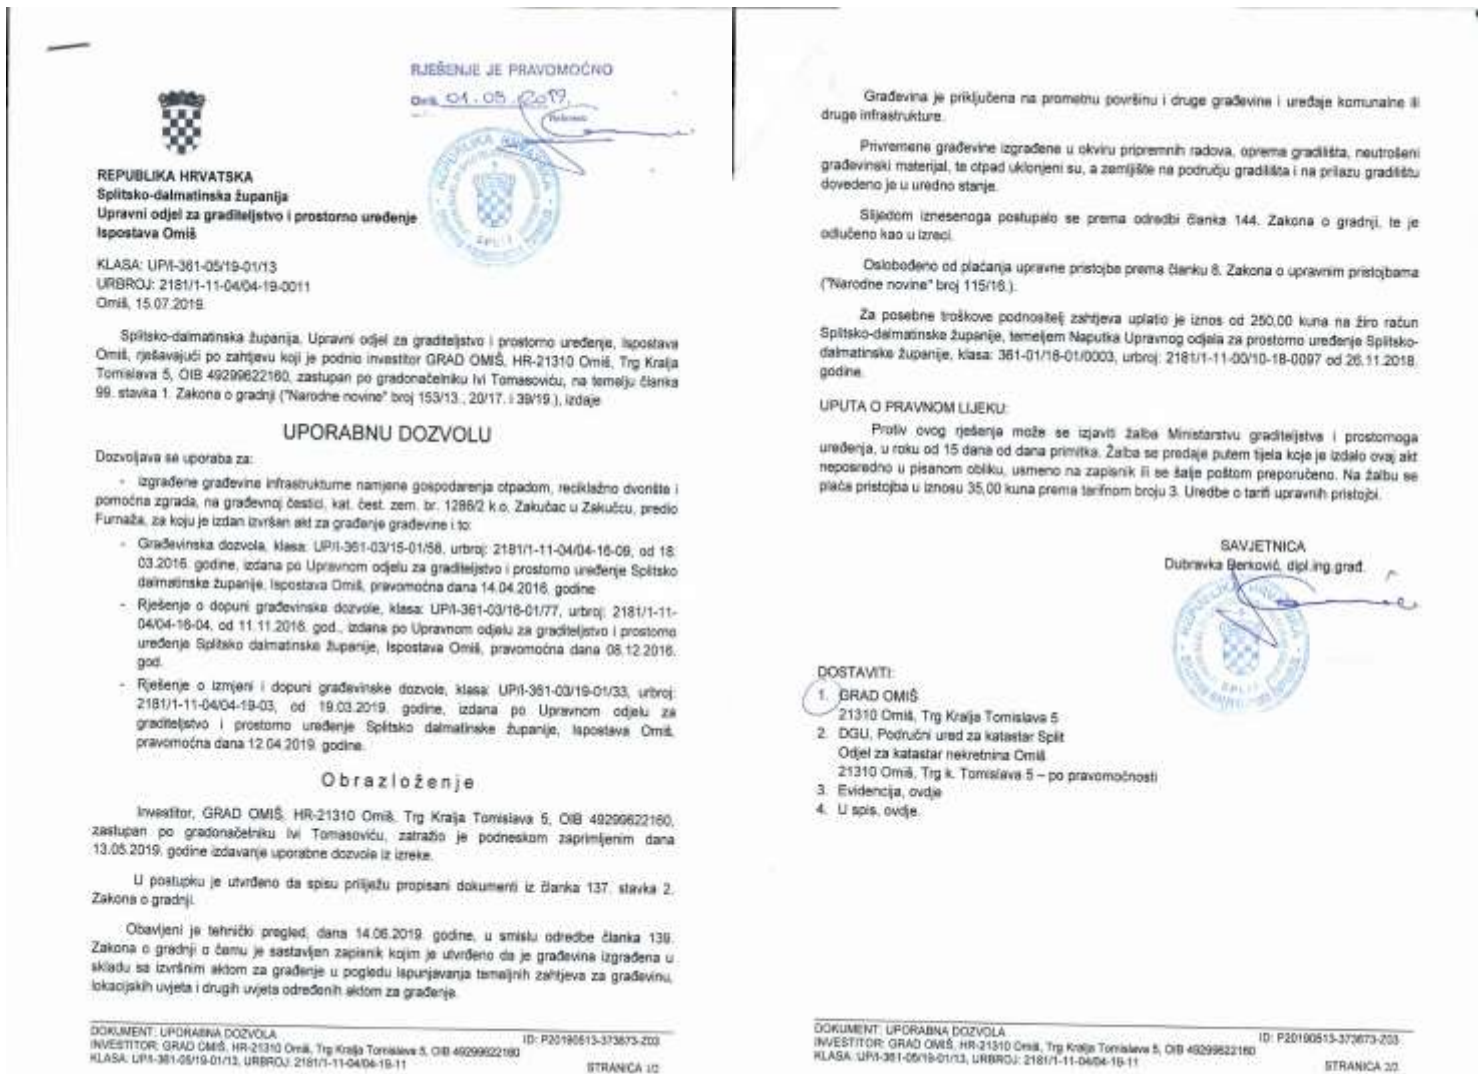 RJEŠENJE JE PRAVOMOĆNO
Omiš, 01.08.2019.
REPUBLIKA HRVATSKA
Splitsko-dalmatinska županija
Upravni odjel za graditeljstvo i prostorno uređenje
Ispostava Omiš
KLASA: UP/I-361-05/19-01/13
URBROJ: 2181/1-11-04/04-19-0011
Omiš, 15.07.2019.
Splitsko-dalmatinska županija, Upravni odjel za graditeljstvo i prostorno uređenje, Ispostava
Omiš, rješavajući po zahtjevu koji je podnio investitor GRAD OMIŠ, HR-21310 Omiš, Trg Kralja
Tomislava 5, OIB 49299622160, zastupan po gradonačelniku Ivi Tomasoviću, na temelju članka
99. stavka 1. Zakona o gradnji ("Narodne novine" broj 153/13., 20/17. i 39/19.), izdaje
UPORABNU DOZVOLU
Dozvoljava se uporaba za:
- izgrađene građevine infrastrukturne namjene gospodarenja otpadom, reciklažno dvorište i
pomoćna zgrada, na građevnoj čestici, kat. čest. zem. br. 1286/2 k.o. Zakučac u Zakučcu, predio
Furnaža, za koju je izdan izvršan akt za građenje građevine i to:
- Građevinska dozvola, klasa: UP/I-361-03/15-01/58, urbroj: 2181/1-11-04/04-16-09, od 18.
03.2016. godine, izdana po Upravnom odjelu za graditeljstvo i prostorno uređenje Splitsko
dalmatinske županije, Ispostava Omiš, pravomoćna dana 14.04.2016. godine
- Rješenje o dopuni građevinske dozvole, klasa: UP/I-361-03/16-01/77, urbroj: 2181/1-11-
04/04-16-04, od 11.11.2016. god., izdana po Upravnom odjelu za graditeljstvo i prostorno
uređenje Splitsko dalmatinske županije, Ispostava Omiš, pravomoćna dana 08.12.2016.
god.
- Rješenje o izmjeni i dopuni građevinske dozvole, klasa: UP/I-361-03/19-01/33, urbroj:
2181/1-11-04/04-19-03, od 19.03.2019. godine, izdana po Upravnom odjelu za
graditeljstvo i prostorno uređenje Splitsko dalmatinske županije, Ispostava Omiš,
pravomoćna dana 12.04.2019. godine.
Obrazloženje
Investitor, GRAD OMIŠ, HR-21310 Omiš, Trg Kralja Tomislava 5, OIB 49299622160,
zastupan po gradonačelniku Ivi Tomasoviću, zatražio je podneskom zaprimljenim dana
13.05.2019. godine izdavanje uporabne dozvole iz izreke.
U postupku je utvrđeno da spisu priliježu propisani dokumenti iz članka 137. stavka 2.
Zakona o gradnji.
Obavljeni je tehnički pregled, dana 14.06.2019. godine, u smislu odredbe članka 139.
Zakona o gradnji o čemu je sastavljen zapisnik kojim je utvrđeno da je građevina izgrađena u
skladu sa izvršnim aktom za građenje u pogledu ispunjavanja temeljnih zahtjeva za građevinu,
lokacijskih uvjeta i drugih uvjeta određenih aktom za građenje.
DOKUMENT: UPORABNA DOZVOLA
INVESTITOR: GRAD OMIŠ, HR-21310 Omiš, Trg Kralja Tomislava 5, OIB 49299622160
KLASA: UP/I-361-05/19-01/13, URBROJ: 2181/1-11-04/04-19-11
ID: P20190513-373673-Z03
STRANICA 1/2
Građevina je priključena na prometnu površinu i druge građevine i uređaje komunalne ili
druge infrastrukture.
Privremene građevine izgrađene u okviru pripremnih radova, oprema gradilišta, neutrošeni
građevinski materijal, te otpad uklonjeni su, a zemljište na području gradilišta i na prilazu gradilištu
dovedeno je u uredno stanje.
Slijedom iznesenoga postupalo se prema odredbi članka 144. Zakona o gradnji, te je
odlučeno kao u izreci.
Oslobođeno od plaćanja upravne pristojbe prema članku 8. Zakona o upravnim pristojbama
("Narodne novine" broj 115/16.).
Za posebne troškove podnositelj zahtjeva uplatio je iznos od 250,00 kuna na žiro račun
Splitsko-dalmatinske županije, temeljem Naputka Upravnog odjela za prostorno uređenje Splitsko-
dalmatinske županije, klasa: 361-01/18-01/0003, urbroj: 2181/1-11-00/10-18-0097 od 26.11.2018.
godine.
UPUTA O PRAVNOM LIJEKU:
Protiv ovog rješenja može se izjaviti žalba Ministarstvu graditeljstva i prostornoga
uređenja, u roku od 15 dana od dana primitka. Žalba se predaje putem tijela koje je izdalo ovaj akt
neposredno u pisanom obliku, usmeno na zapisnik ili se šalje poštom preporučeno. Na žalbu se
plaća pristojba u iznosu 35,00 kuna prema tarifnom broju 3. Uredbe o tarifi upravnih pristojbi.
SAVJETNICA
Dubravka Berković, dipl.ing.građ.
DOSTAVITI:
1. GRAD OMIŠ
21310 Omiš, Trg Kralja Tomislava 5
2. DGU, Područni ured za katastar Split
Odjel za katastar nekretnina Omiš
21310 Omiš, Trg k. Tomislava 5 – po pravomoćnosti
3. Evidencija, ovdje
4. U spis, ovdje.
DOKUMENT: UPORABNA DOZVOLA
INVESTITOR: GRAD OMIŠ, HR-21310 Omiš, Trg Kralja Tomislava 5, OIB 49299622160
KLASA: UP/I-361-05/19-01/13, URBROJ: 2181/1-11-04/04-19-11
ID: P20190513-373673-Z03
STRANICA 2/2